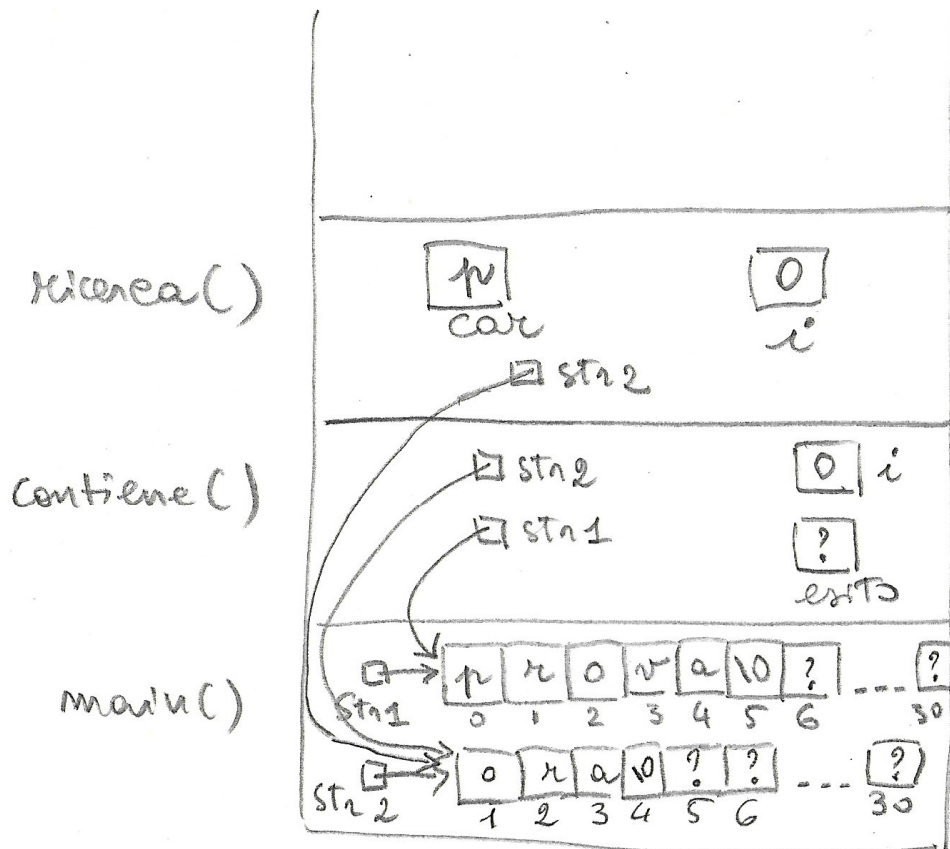 ricerca()
p
0
car
i
str2
contiene()
str2
0 i
str1
?
esito
main()
str1
p r o v a \0 ? ... ?
0 1 2 3 4 5 6 30
str2
o r a \0 ? ? ... ?
1 2 3 4 5 6 30